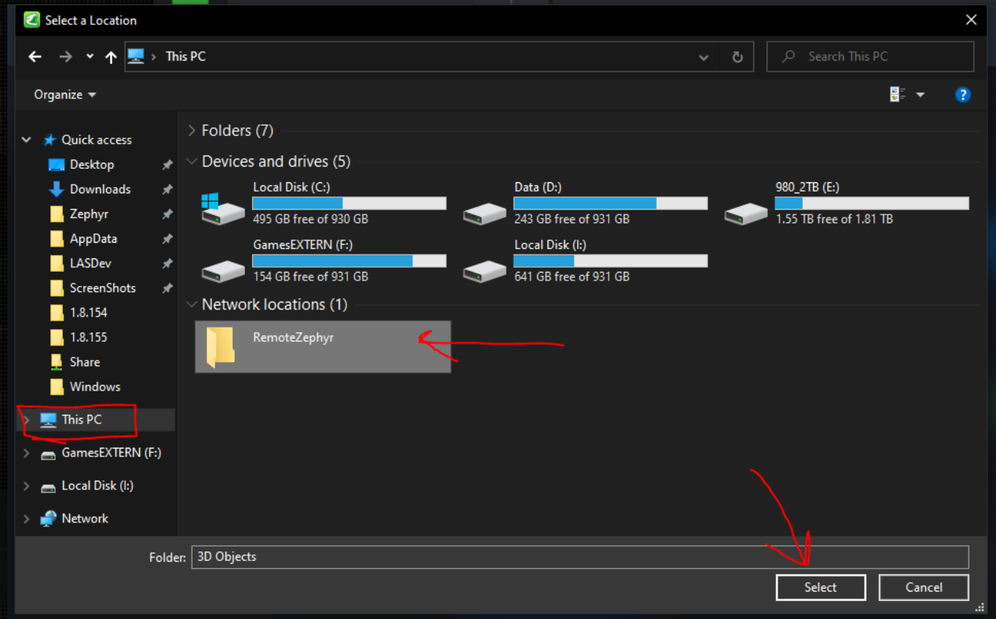 Select a Location
This PC
Search This PC
Organize
?
Quick access
Desktop
Downloads
Zephyr
AppData
LASDev
ScreenShots
1.8.154
1.8.155
Share
Windows
This PC
GamesEXTERN (F:)
Local Disk (I:)
Network
Folders (7)
Devices and drives (5)
Local Disk (C:)
495 GB free of 930 GB
Data (D:)
243 GB free of 931 GB
980_2TB (E:)
1.55 TB free of 1.81 TB
GamesEXTERN (F:)
154 GB free of 931 GB
Local Disk (I:)
641 GB free of 931 GB
Network locations (1)
RemoteZephyr
Folder: 3D Objects
Select Cancel